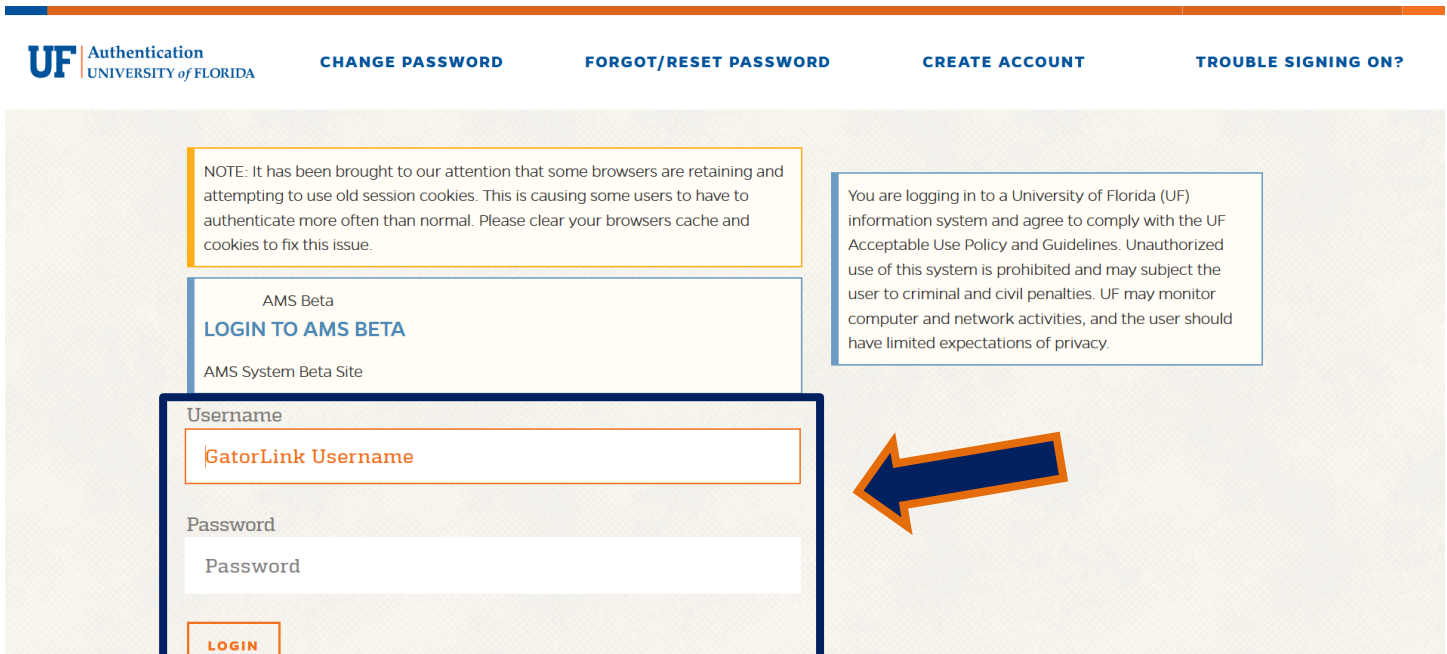 UF Authentication
UNIVERSITY of FLORIDA
CHANGE PASSWORD
FORGOT/RESET PASSWORD
CREATE ACCOUNT
TROUBLE SIGNING ON?
NOTE: It has been brought to our attention that some browsers are retaining and
attempting to use old session cookies. This is causing some users to have to
authenticate more often than normal. Please clear your browsers cache and
cookies to fix this issue.
AMS Beta
LOGIN TO AMS BETA
AMS System Beta Site
Username
GatorLink Username
Password
Password
LOGIN
You are logging in to a University of Florida (UF)
information system and agree to comply with the UF
Acceptable Use Policy and Guidelines. Unauthorized
use of this system is prohibited and may subject the
user to criminal and civil penalties. UF may monitor
computer and network activities, and the user should
have limited expectations of privacy.